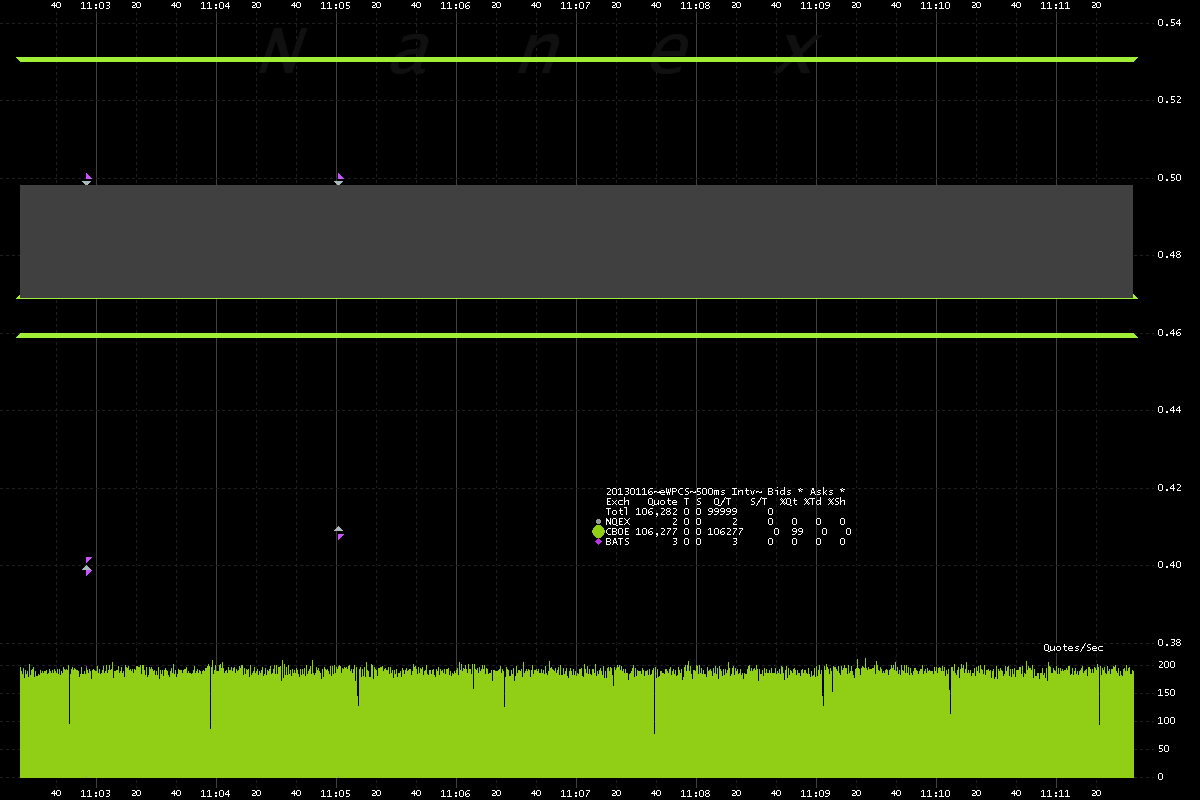 40 11:03 20 40 11:04 20 40 11:05 20 40 11:06 20 40 11:07 20 40 11:08 20 40 11:09 20 40 11:10 20 40 11:11 20
0.54
N a n e x
0.52
0.50
0.48
0.46
0.44
0.42
20130116~eWPCS~500ms Intv~ Bids * Asks *
Exch Quote T S Q/T S/T %Qt %Td %Sh
Totl 106,282 0 0 99999 0
NQEX 2 0 0 2 0 0 0 0
CBOE 106,277 0 0 106277 0 99 0 0
BATS 3 0 0 3 0 0 0 0
0.40
0.38
Quotes/Sec
200
150
100
50
0
40 11:03 20 40 11:04 20 40 11:05 20 40 11:06 20 40 11:07 20 40 11:08 20 40 11:09 20 40 11:10 20 40 11:11 20